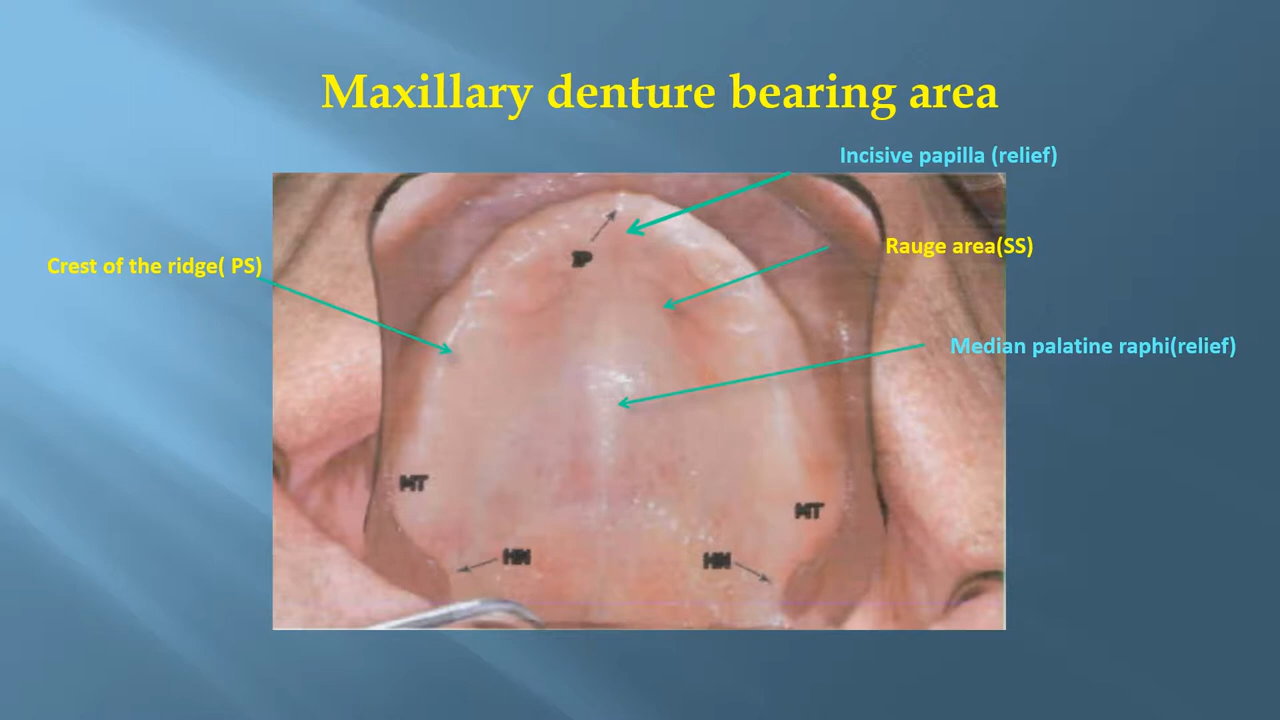 Maxillary denture bearing area
Incisive papilla (relief)
Rauge area(SS)
Crest of the ridge( PS)
IP
Median palatine raphi(relief)
MT
MT
HN
HN